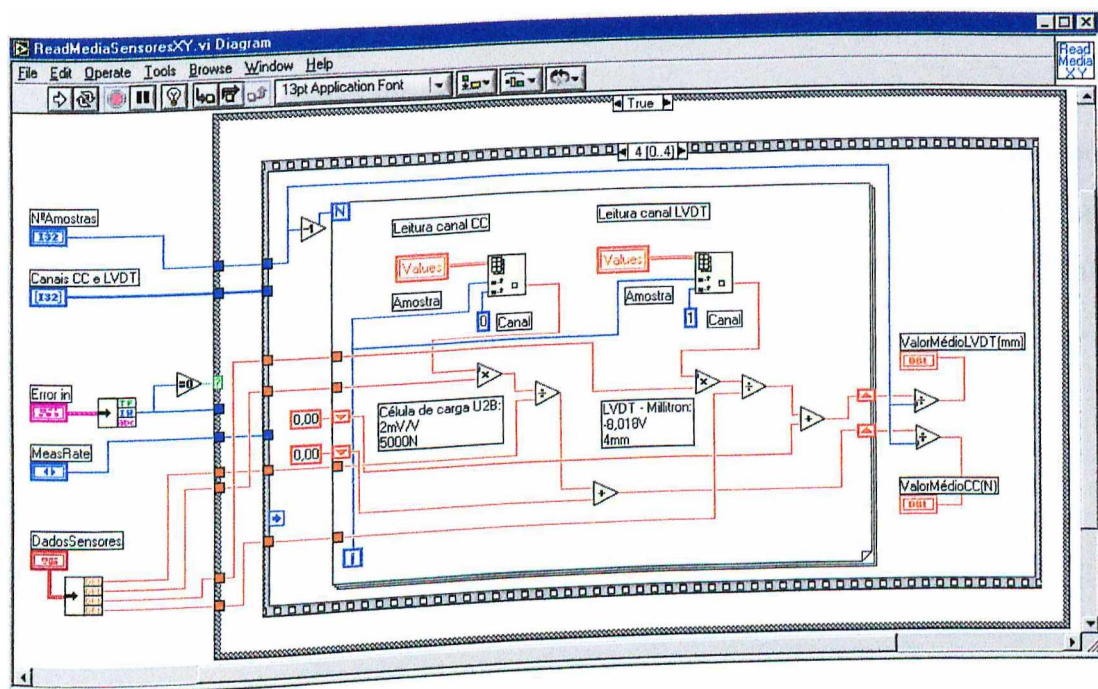 ReadMediaSensoresXY.vi Diagram
File Edit Operate Tools Browse Window Help
Read
Media
XY
13pt Application Font
True
4 [0..4]
NºAmostras
I32
Canais CC e LVDT
[I32]
N
-1
Leitura canal CC
Leitura canal LVDT
Values
Values
Amostra
0
Canal
Amostra
1
Canal
Error in
=0
?
TF
abc
MeasRate
0,00
0,00
Célula de carga U2B:
2mV/V
5000N
LVDT - Millitron:
-8,018V
4mm
×
÷
×
÷
+
+
÷
÷
ValorMédioLVDT(mm)
DBL
ValorMédioCC(N)
DBL
DadosSensores
i